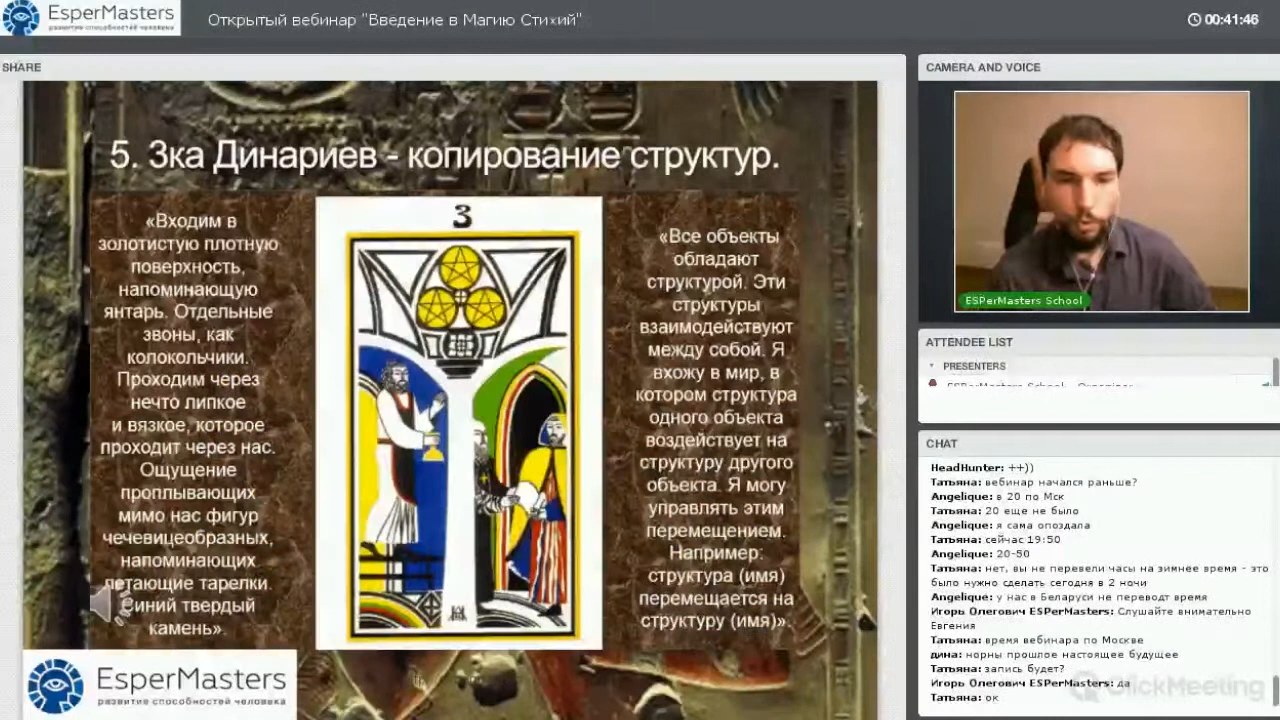 EsperMasters
развития способностей человека
Открытый вебинар "Введение в Магию Стихий"
00:41:46
SHARE
5. 3ка Динариев - копирование структур.
«Входим в
золотистую плотную
поверхность,
напоминающую
янтарь. Отдельные
звоны, как
колокольчики.
Проходим через
нечто липкое
и вязкое, которое
проходит через нас.
Ощущение
проплывающих
мимо нас фигур
чечевицеобразных,
напоминающих
летающие тарелки.
Синий твердый
камень».
3
«Все объекты
обладают
структурой. Эти
структуры
взаимодействуют
между собой. Я
вхожу в мир, в
котором структура
одного объекта
воздействует на
структуру другого
объекта. Я могу
управлять этим
перемещением.
Например:
структура (имя)
перемещается на
структуру (имя)».
EsperMasters
развитие способностей человека
CAMERA AND VOICE
ESPerMasters School
ATTENDEE LIST
PRESENTERS
ESPerMasters School - Organizer
CHAT
HeadHunter: ++))
Татьяна: вебинар начался раньше?
Angelique: в 20 по Мск
Татьяна: 20 еще не было
Angelique: я сама опоздала
Татьяна: сейчас 19:50
Angelique: 20-50
Татьяна: нет, вы не перевели часы на зимнее время - это
было нужно сделать сегодня в 2 ночи
Angelique: у нас в Беларуси не переводт время
Игорь Олегович ESPerMasters: Слушайте внимательно
Евгения
Татьяна: время вебинара по Москве
дина: норны прошлое настоящее будущее
Татьяна: запись будет?
Игорь Олегович ESPerMasters: да
Татьяна: ок
ClickMeeting